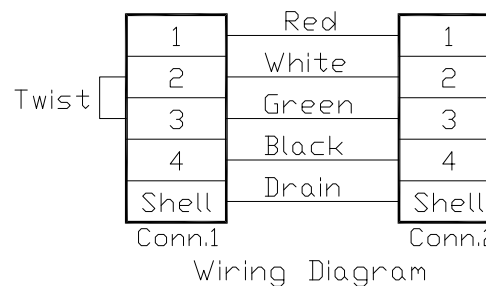 1 Red 1
2 White 2
Twist
3 Green 3
4 Black 4
Shell Drain Shell
Conn.1 Conn.2
Wiring Diagram